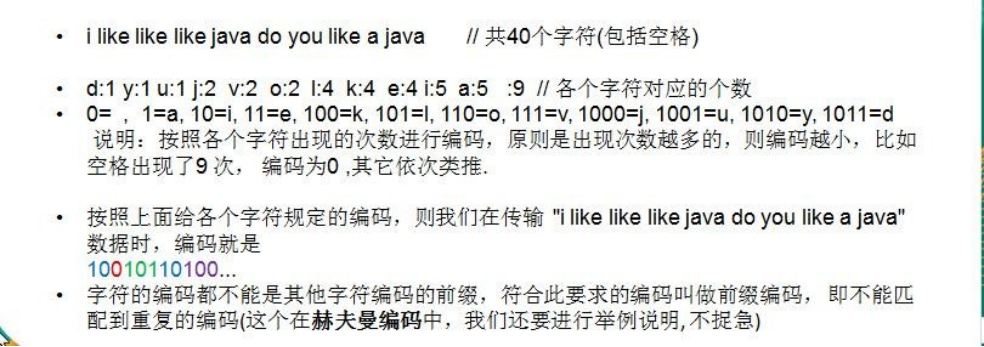 • i like like like java do you like a java // 共40个字符(包括空格)
• d:1 y:1 u:1 j:2 v:2 o:2 l:4 k:4 e:4 i:5 a:5 :9 // 各个字符对应的个数
• 0= , 1=a, 10=i, 11=e, 100=k, 101=l, 110=o, 111=v, 1000=j, 1001=u, 1010=y, 1011=d
说明：按照各个字符出现的次数进行编码，原则是出现次数越多的，则编码越小，比如
空格出现了9 次， 编码为0 ,其它依次类推.
• 按照上面给各个字符规定的编码，则我们在传输 "i like like like java do you like a java"
数据时，编码就是
10010110100...
• 字符的编码都不能是其他字符编码的前缀，符合此要求的编码叫做前缀编码， 即不能匹
配到重复的编码(这个在赫夫曼编码中，我们还要进行举例说明, 不捉急)